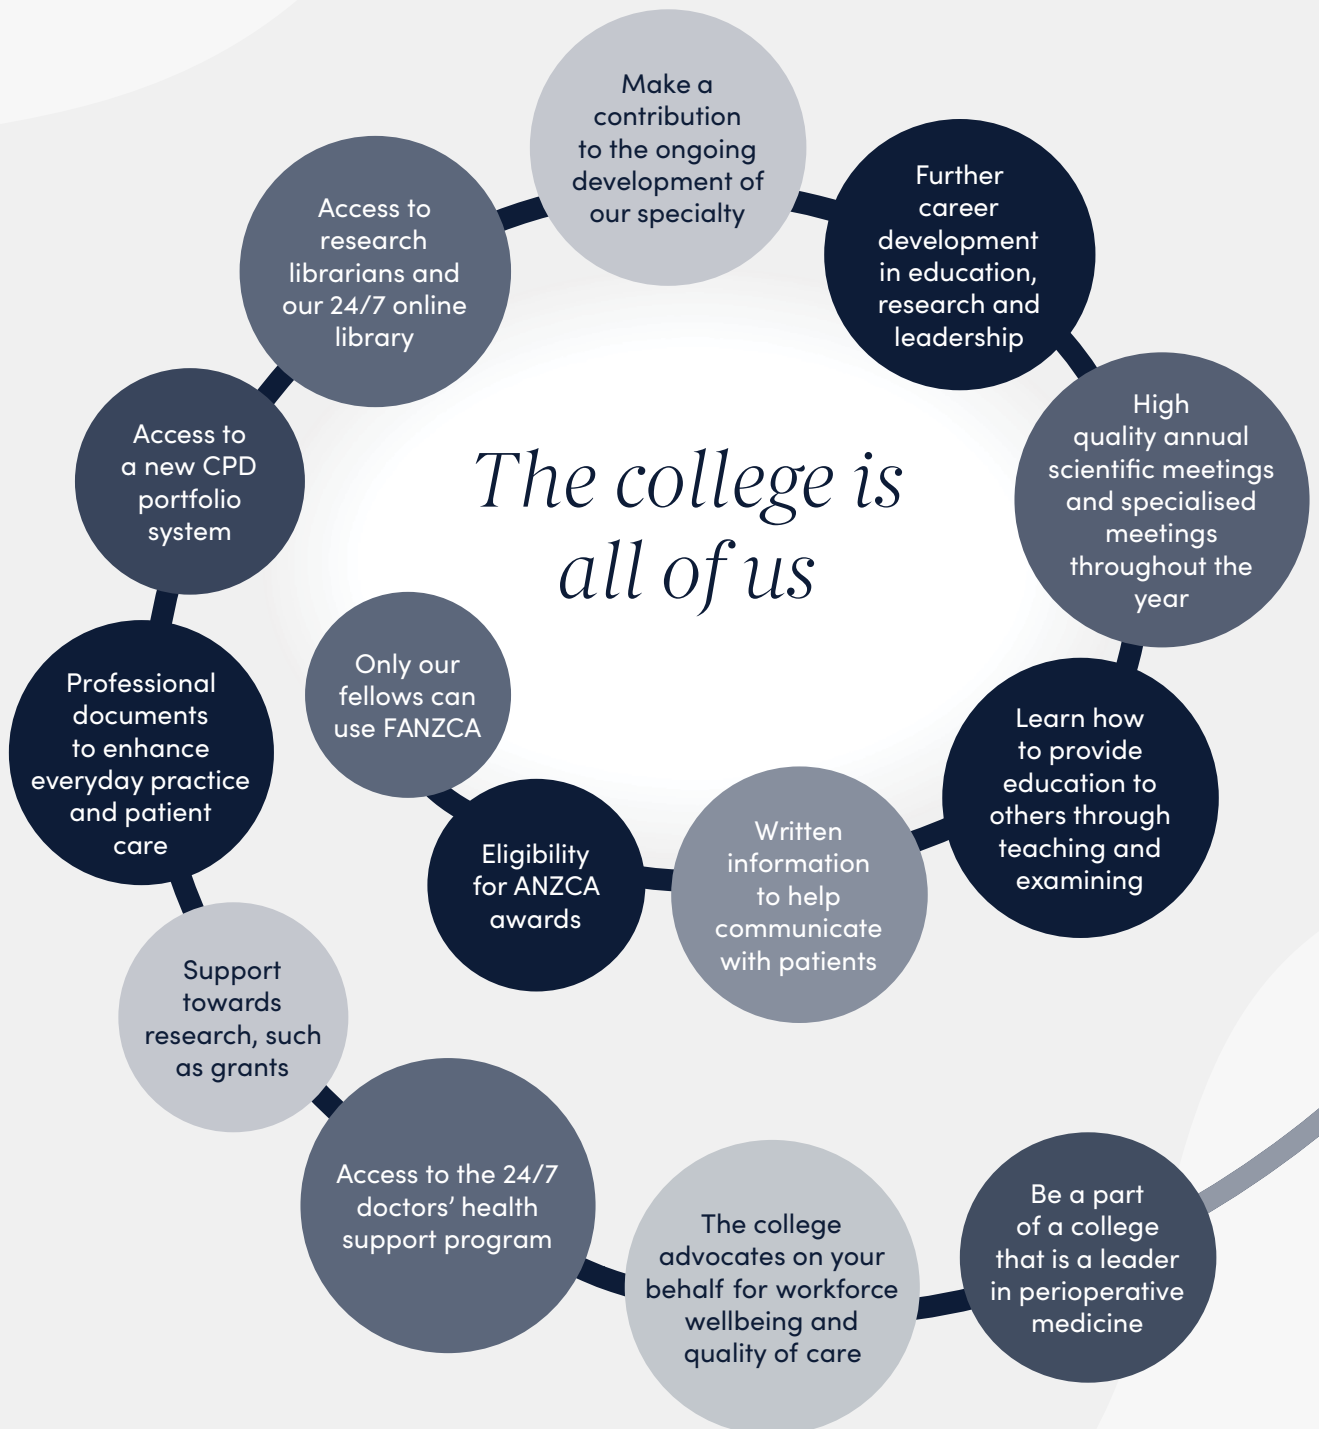 Make a
contribution
to the ongoing
development of
our specialty
Further
career
development
in education,
research and
leadership
Access to
research
librarians and
our 24/7 online
library
High
quality annual
scientific meetings
and specialised
meetings
throughout the
year
Access to
a new CPD
portfolio
system
The college is
all of us
Only our
fellows can
use FANZCA
Professional
documents
to enhance
everyday practice
and patient
care
Learn how
to provide
education to
others through
teaching and
examining
Written
information
to help
communicate
with patients
Eligibility
for ANZCA
awards
Support
towards
research, such
as grants
Access to the 24/7
doctors’ health
support program
The college
advocates on your
behalf for workforce
wellbeing and
quality of care
Be a part
of a college
that is a leader
in perioperative
medicine